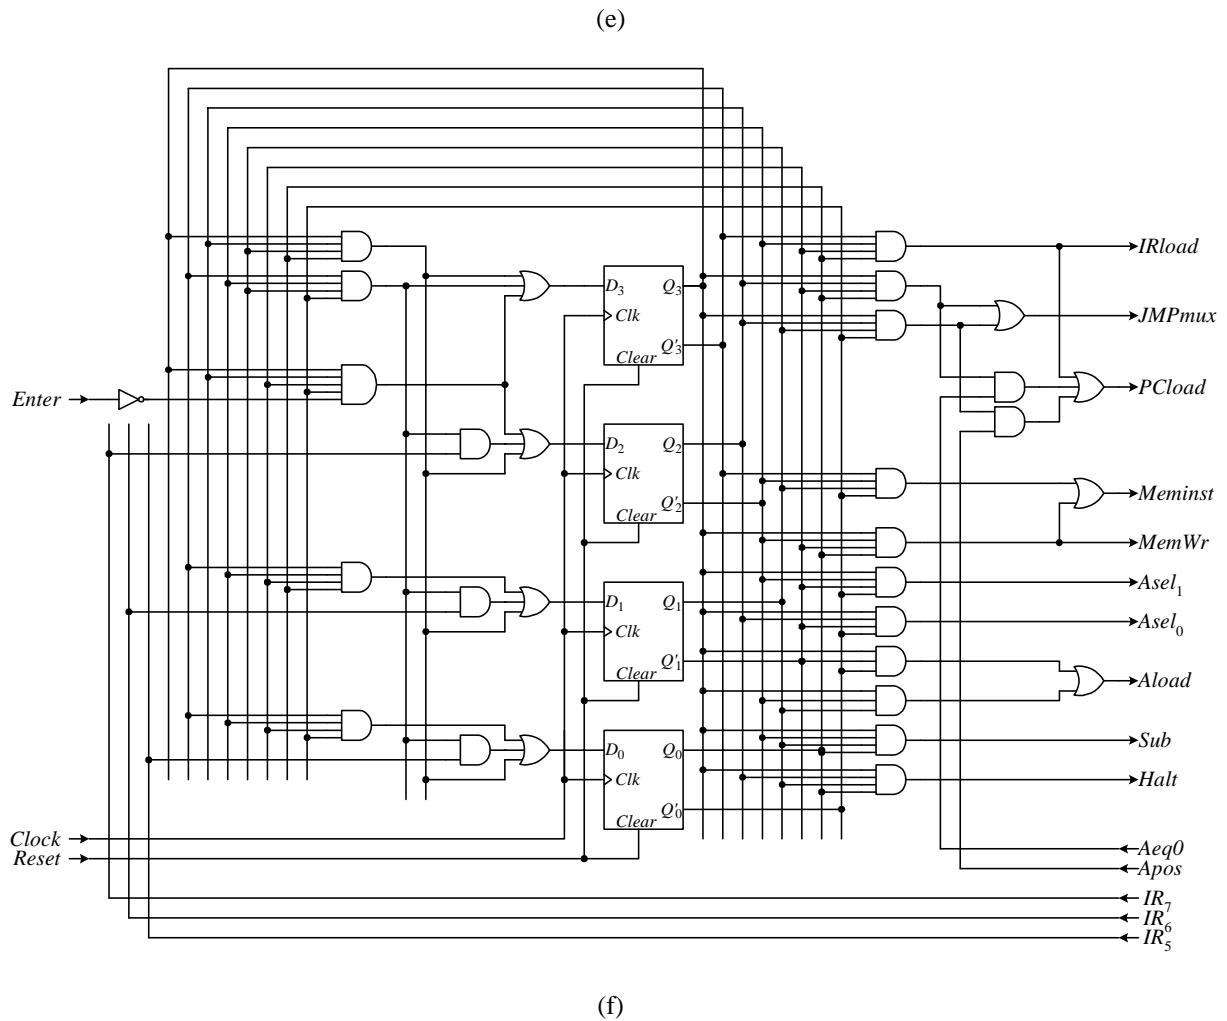 (e)
IRload
D₃ Q₃
Clk
JMPmux
Q'₃
Clear
PCload
Enter
D₂ Q₂
Clk
Meminst
Q'₂
Clear
MemWr
Asel₁
D₁ Q₁
Asel₀
Clk
Q'₁
Clear
Aload
Sub
D₀ Q₀
Clk
Halt
Q'₀
Clear
Clock
Aeq0
Reset
Apos
IR₇
IR₆
IR₅
(f)